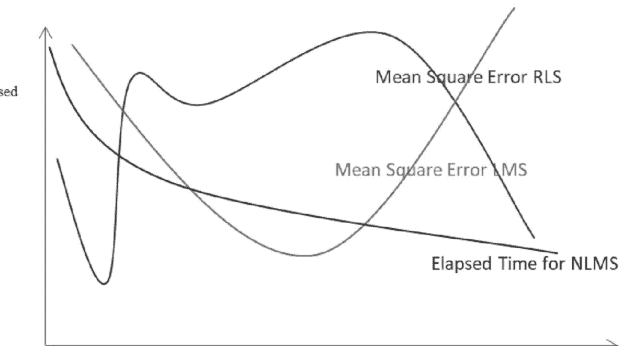 Mean Square Error RLS
Mean Square Error LMS
Elapsed Time for NLMS